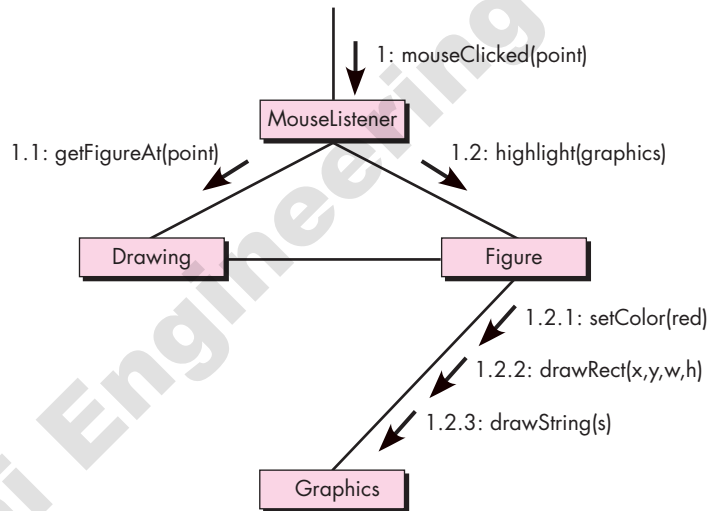 1: mouseClicked(point)
MouseListener
1.1: getFigureAt(point)
1.2: highlight(graphics)
Drawing
Figure
1.2.1: setColor(red)
1.2.2: drawRect(x,y,w,h)
1.2.3: drawString(s)
Graphics
i Engineering